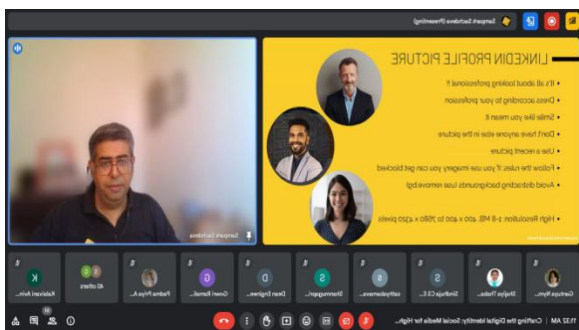 Sampark Sachdeva (Presenting)
LINKEDIN PROFILE PICTURE
• It's all about looking professional !!
• Dress according to your profession
• Smile like you mean it
• Don't have anyone else in the picture
• Use a recent picture
• Follow the rules if you use imagery you can get blocked
• Avoid distracting backgrounds (use remove.bg)
• High Resolution: 2-8 MB, 400 x 400 to 7680 x 4320 pixels
Sampark Sachdeva
Guntupu Nym...
Sindhuja CS E...
sathiyaseelan...
Dean Enginee...
Gowri
Padma Priya A...
40 others
Kalaivani Arivin...
11:32 AM | Crafting the Digital Identity: Social Media for High...